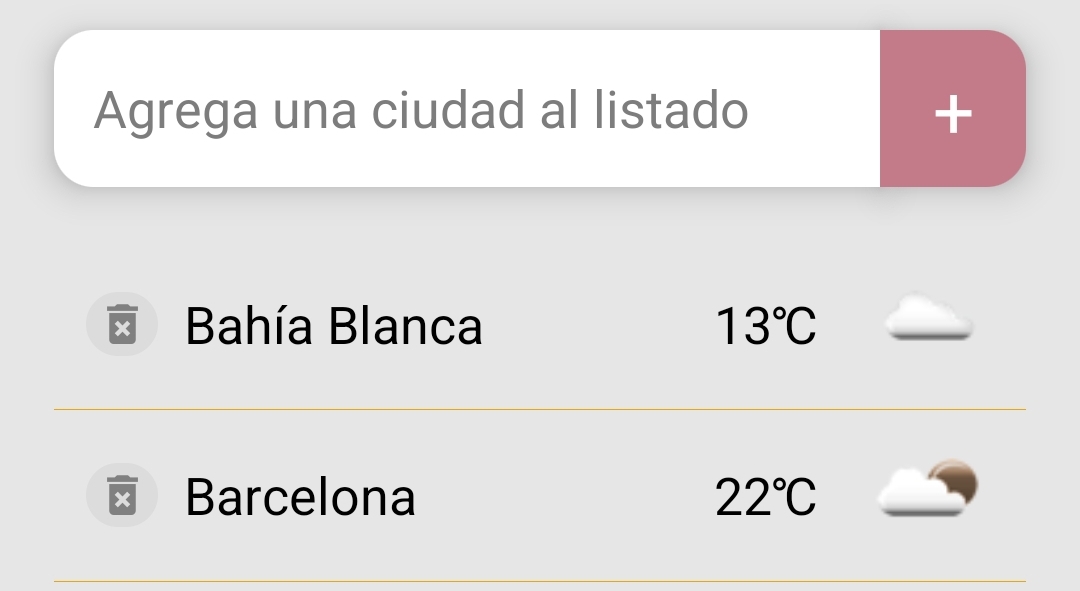 Agrega una ciudad al listado +
Bahía Blanca 13℃
Barcelona 22℃